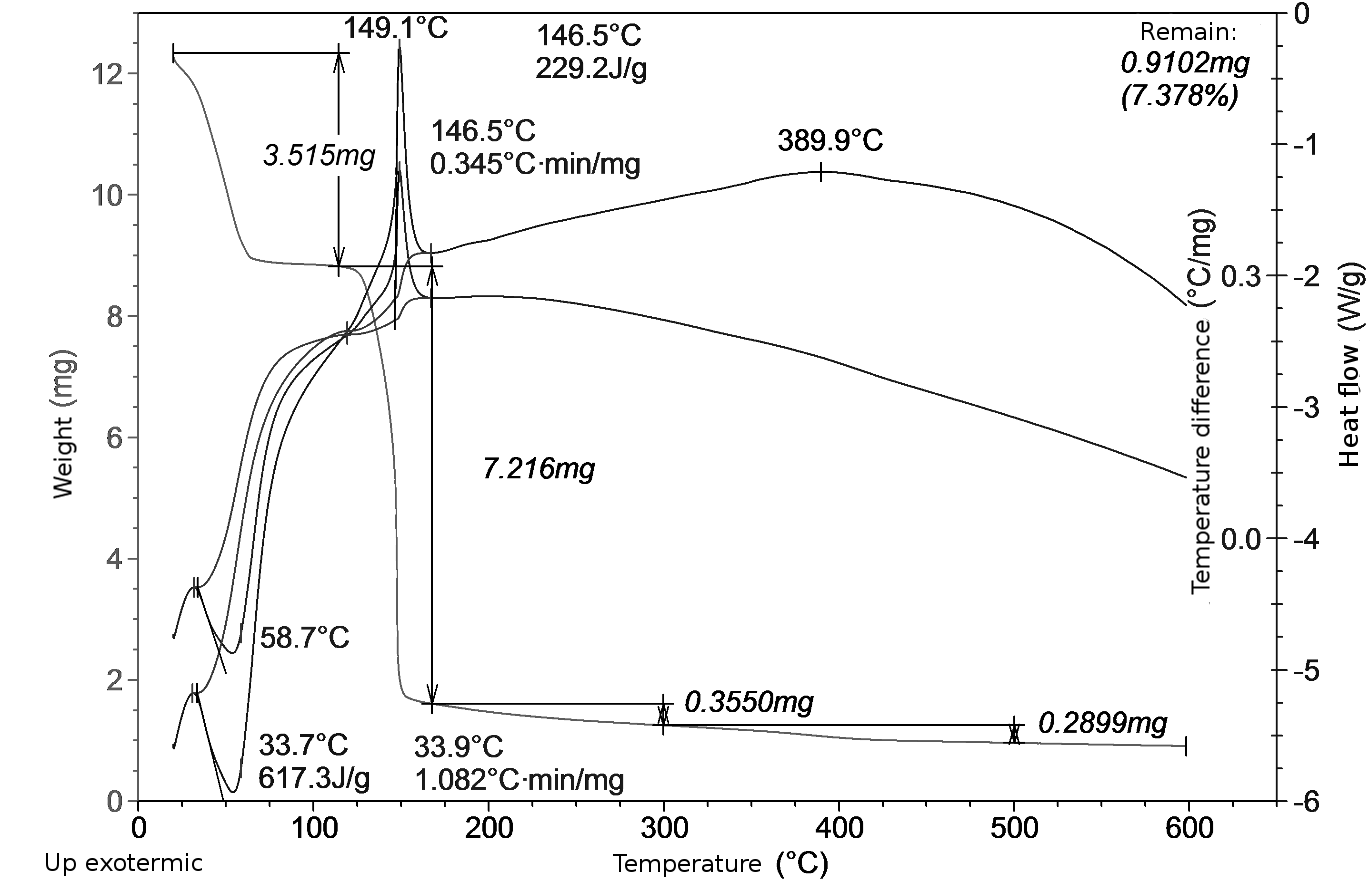 149.1°C
146.5°C
229.2J/g
Remain:
0.9102mg
(7.378%)
3.515mg
146.5°C
0.345°C·min/mg
389.9°C
7.216mg
58.7°C
33.7°C
617.3J/g
33.9°C
1.082°C·min/mg
0.3550mg
0.2899mg
Weight (mg)
12
10
8
6
4
2
0
Temperature difference (°C/mg)
0.3
0.0
Heat flow (W/g)
0
-1
-2
-3
-4
-5
-6
0
100
200
300
400
500
600
Up exotermic
Temperature (°C)